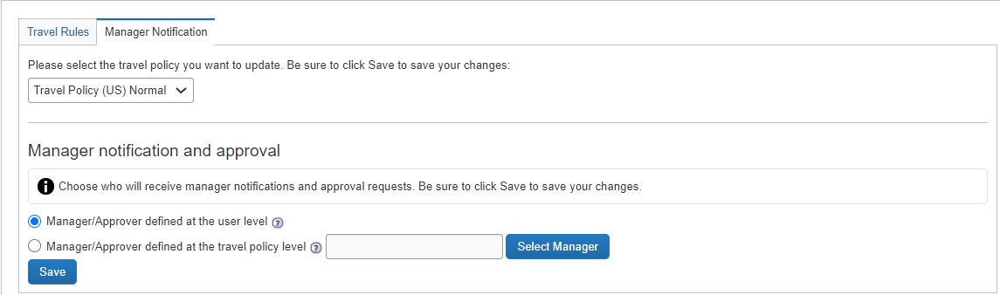 Travel Rules Manager Notification
Please select the travel policy you want to update. Be sure to click Save to save your changes:
Travel Policy (US) Normal
Manager notification and approval
Choose who will receive manager notifications and approval requests. Be sure to click Save to save your changes.
Manager/Approver defined at the user level ?
Manager/Approver defined at the travel policy level ? Select Manager
Save